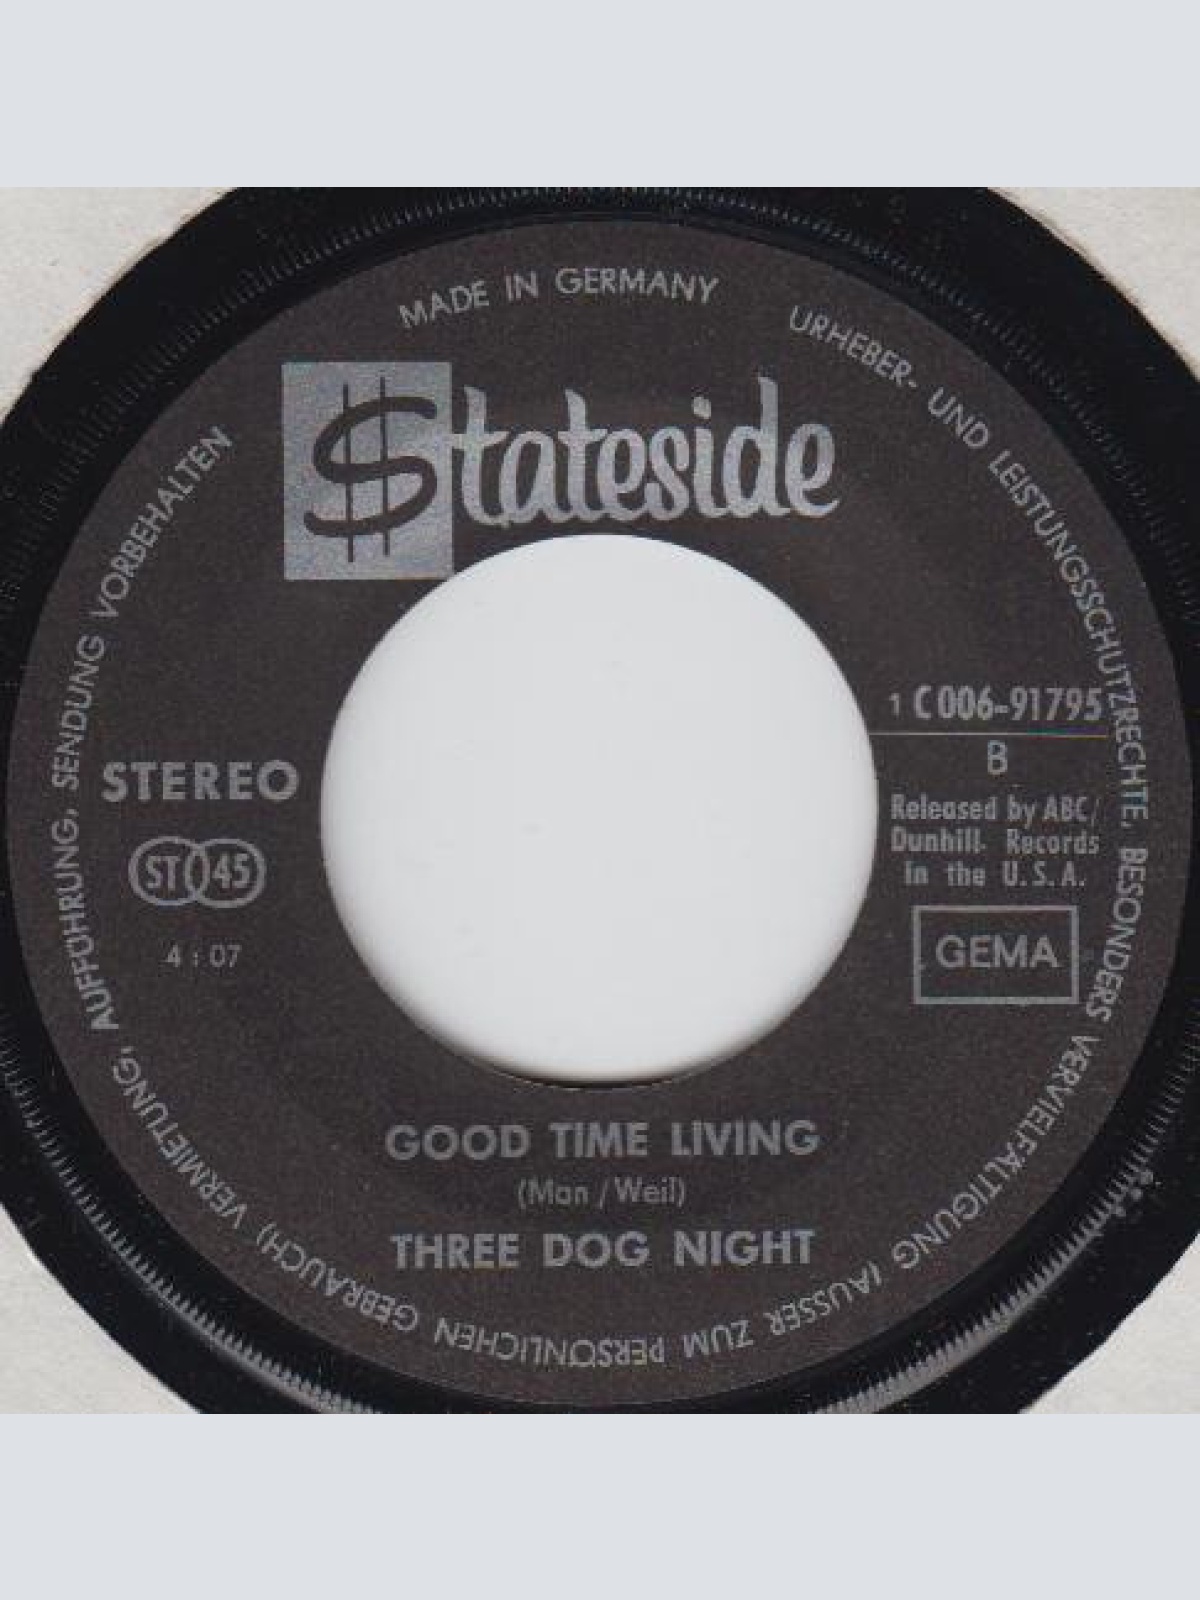 MADE IN GERMANY
URHEBER- UND LEISTUNGSSCHUTZRECHTE, BESONDERS VERVIELFÄLTIGUNG (AUSSER ZUM PERSÖNLICHEN GEBRAUCH) VERMIETUNG, AUFFÜHRUNG, SENDUNG VORBEHALTEN
Stateside
1 C 006-91795
B
STEREO
ST 45
4:07
Released by ABC/
Dunhill Records
in the U.S.A.
GEMA
GOOD TIME LIVING
(Man / Weil)
THREE DOG NIGHT